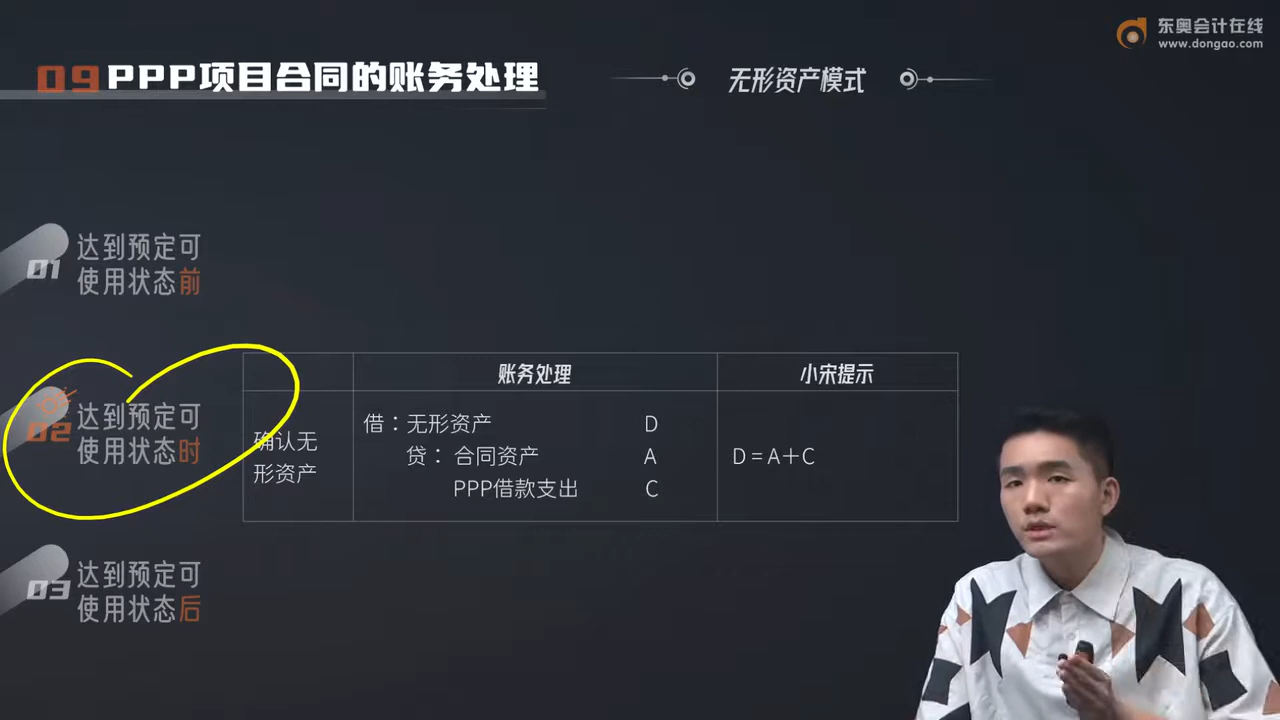 东奥会计在线
www.dongao.com
09 PPP项目合同的账务处理
无形资产模式
01 达到预定可
使用状态前
02 达到预定可
使用状态时
账务处理 小宋提示
确认无
形资产
借：无形资产 D
贷：合同资产 A
PPP借款支出 C
D＝A＋C
03 达到预定可
使用状态后